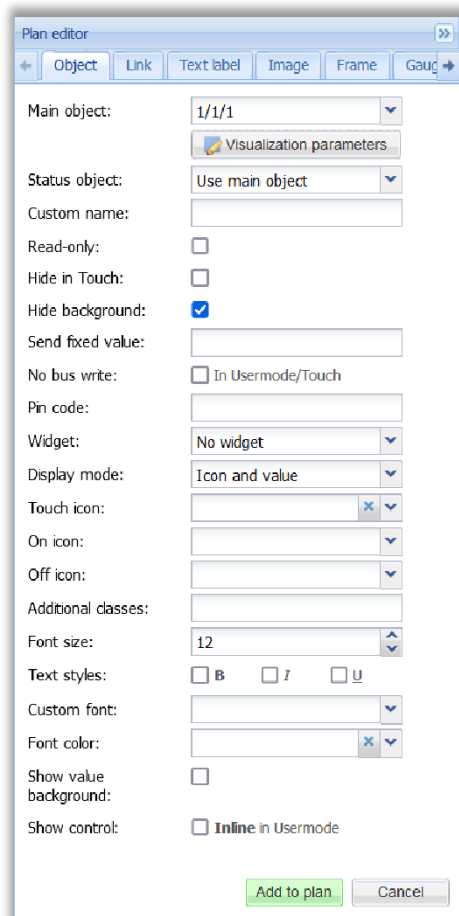 Plan editor
Object Link Text label Image Frame Gaug
Main object: 1/1/1
Visualization parameters
Status object: Use main object
Custom name:
Read-only:
Hide in Touch:
Hide background:
Send fixed value:
No bus write: In Usermode/Touch
Pin code:
Widget: No widget
Display mode: Icon and value
Touch icon:
On icon:
Off icon:
Additional classes:
Font size: 12
Text styles: B I U
Custom font:
Font color:
Show value
background:
Show control: Inline in Usermode
Add to plan Cancel